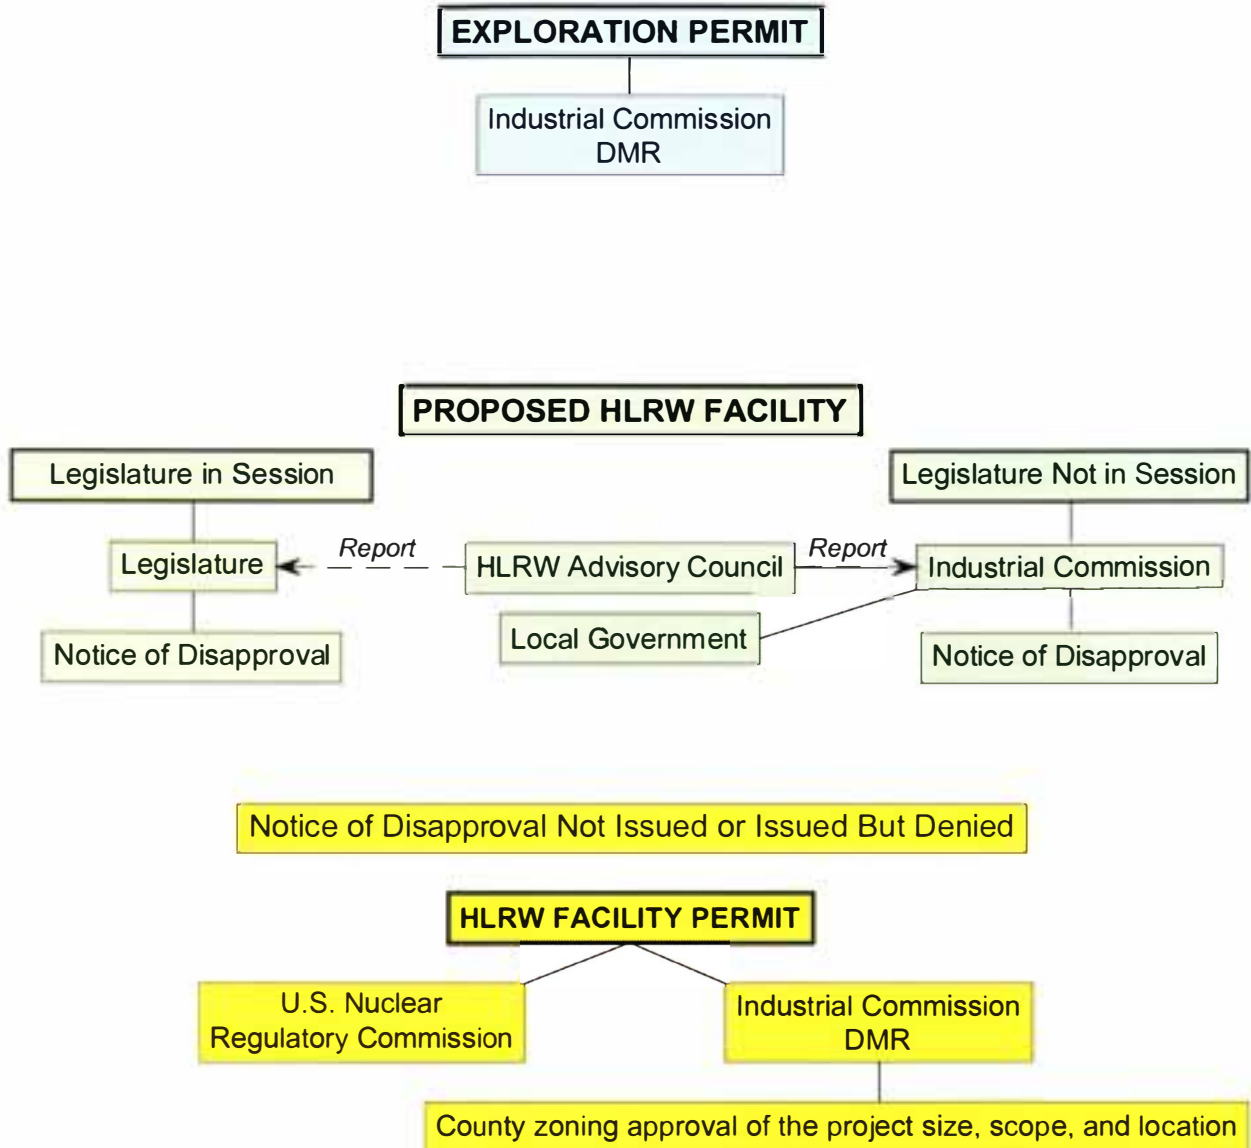 EXPLORATION PERMIT
Industrial Commission
DMR
PROPOSED HLRW FACILITY
Legislature in Session
Legislature Not in Session
Legislature
Report
HLRW Advisory Council
Report
Industrial Commission
Local Government
Notice of Disapproval
Notice of Disapproval
Notice of Disapproval Not Issued or Issued But Denied
HLRW FACILITY PERMIT
U.S. Nuclear
Regulatory Commission
Industrial Commission
DMR
County zoning approval of the project size, scope, and location